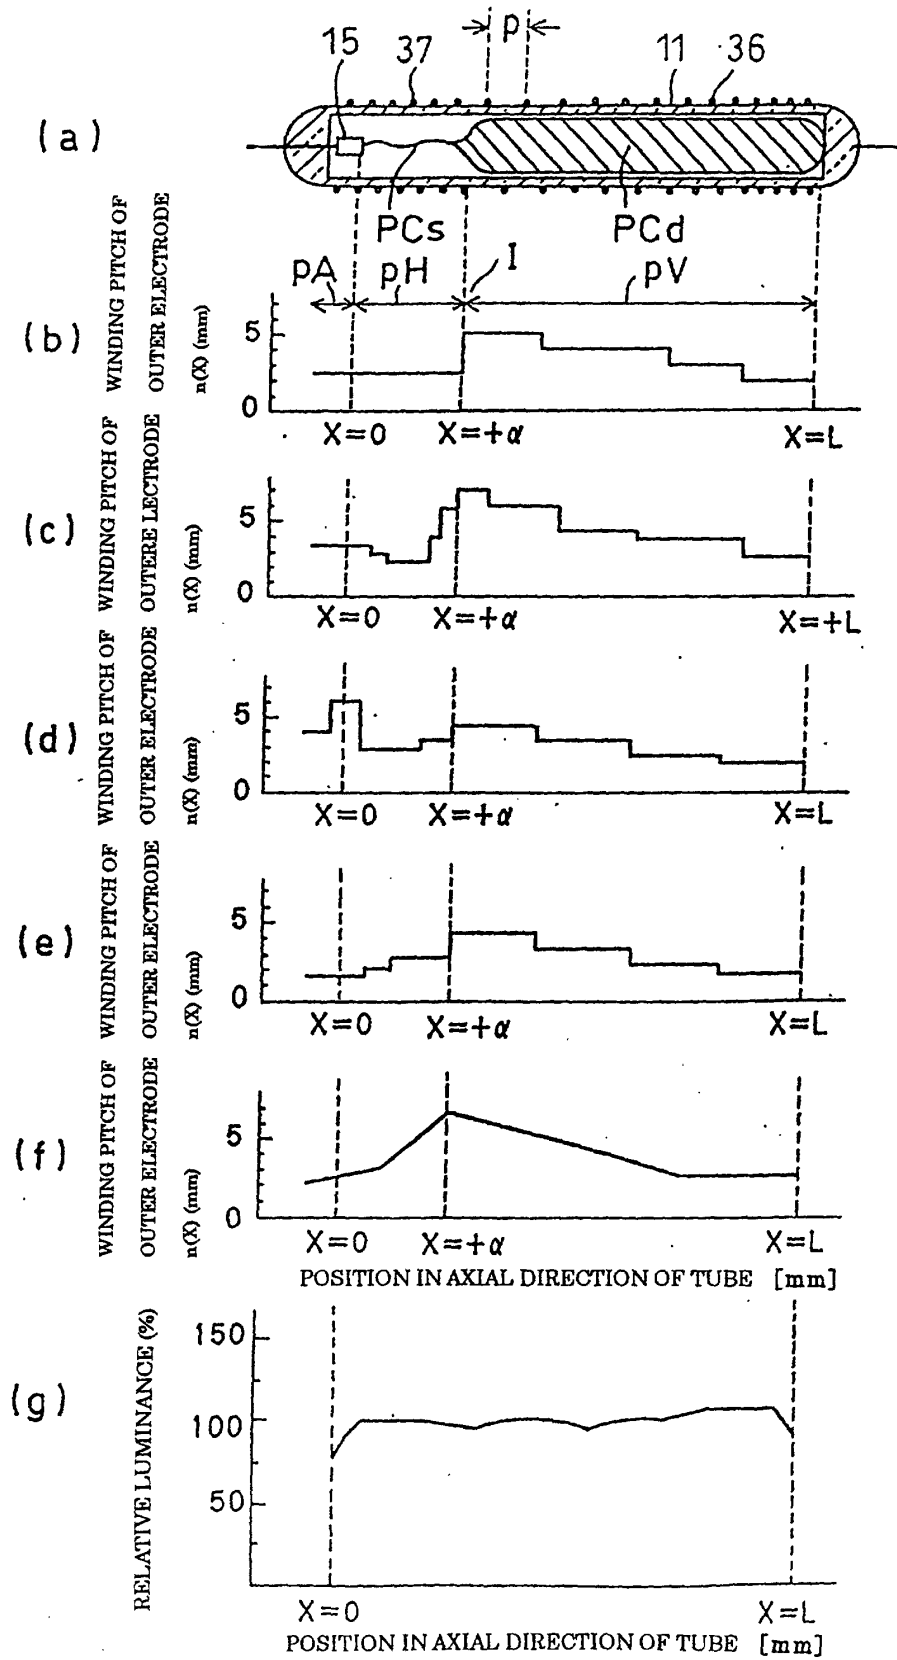 p
15 37 11 36
(a)
PCs PCd
WINDING PITCH OF
OUTER ELECTRODE
n(X) (mm)
(b)
pA pH I pV
5
0
X=0 X=+α X=L
WINDING PITCH OF
OUTERE LECTRODE
n(X) (mm)
(c)
5
0
X=0 X=+α X=+L
WINDING PITCH OF
OUTER ELECTRODE
n(X) (mm)
(d)
5
0
X=0 X=+α X=L
WINDING PITCH OF
OUTER ELECTRODE
n(X) (mm)
(e)
5
0
X=0 X=+α X=L
WINDING PITCH OF
OUTER ELECTRODE
n(X) (mm)
(f)
5
0
X=0 X=+α X=L
POSITION IN AXIAL DIRECTION OF TUBE [mm]
RELATIVE LUMINANCE (%)
(g)
150
100
50
X=0 X=L
POSITION IN AXIAL DIRECTION OF TUBE [mm]